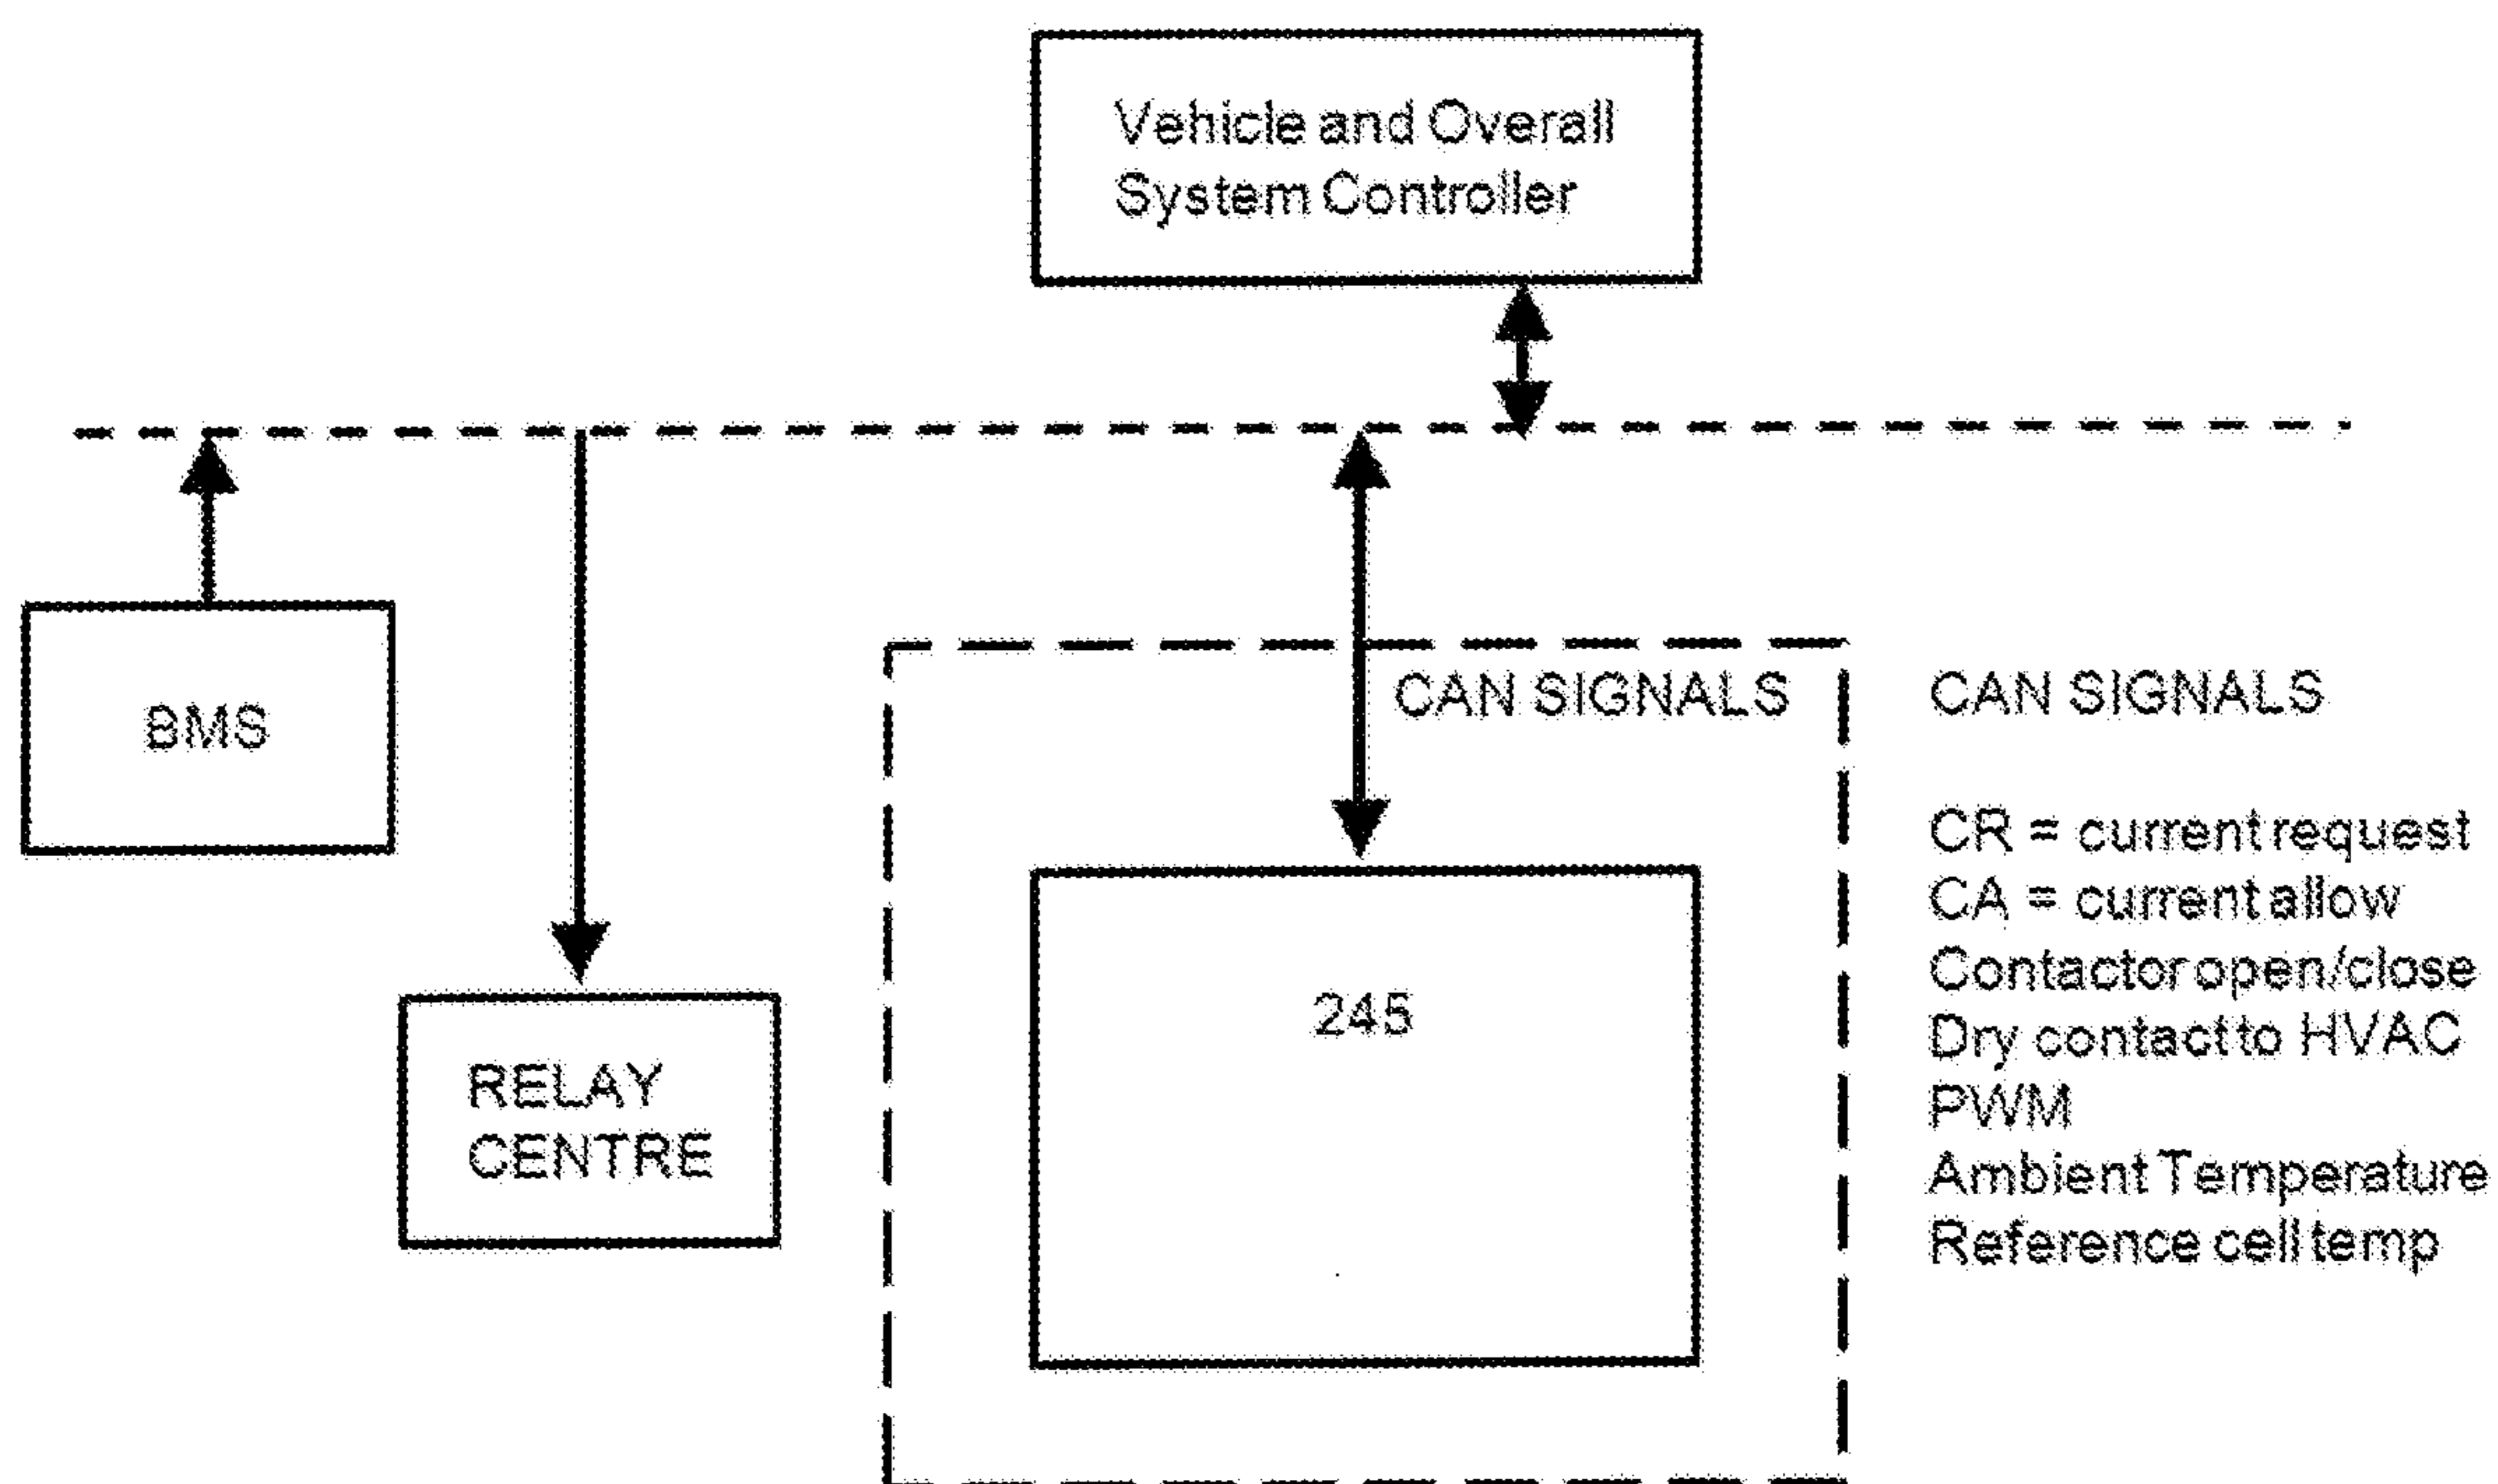 Vehicle and Overall
System Controller
BMS
RELAY
CENTRE
CAN SIGNALS
245
CAN SIGNALS
CR = current request
CA = current allow
Contactor open/close
Dry contact to HVAC
PWM
Ambient Temperature
Reference cell temp